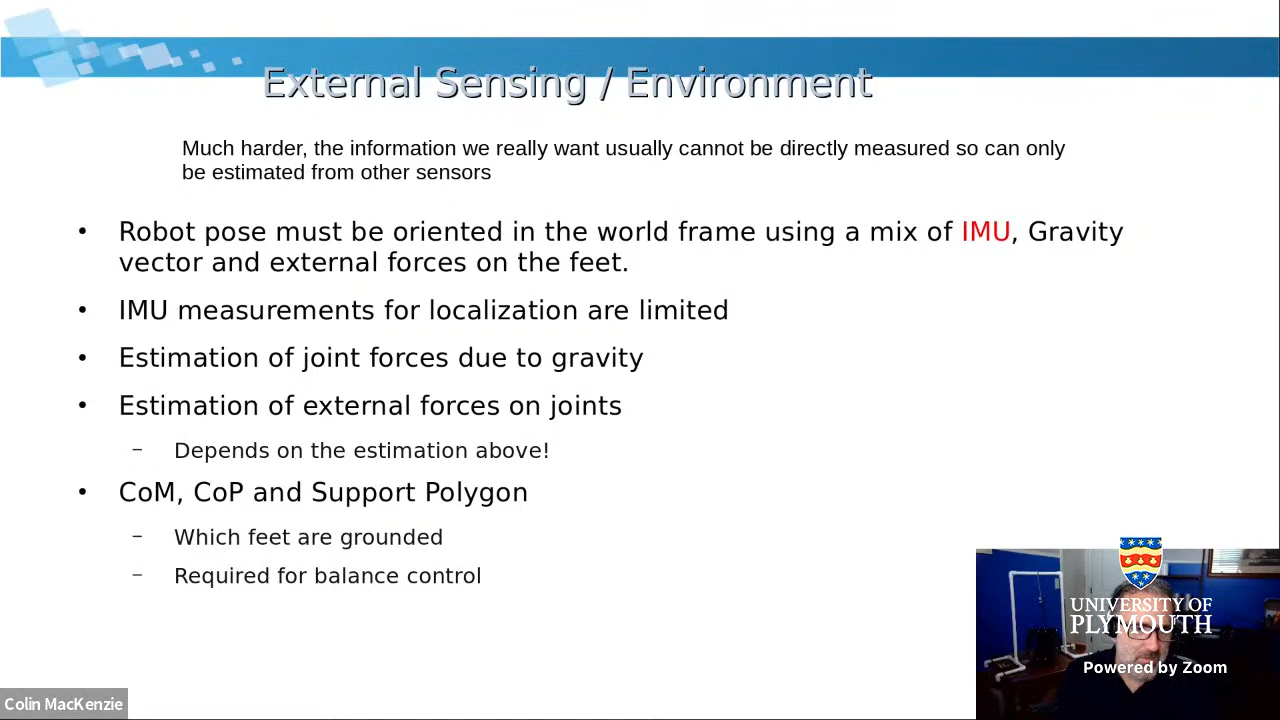 External Sensing / Environment
Much harder, the information we really want usually cannot be directly measured so can only
be estimated from other sensors
• Robot pose must be oriented in the world frame using a mix of IMU, Gravity
vector and external forces on the feet.
• IMU measurements for localization are limited
• Estimation of joint forces due to gravity
• Estimation of external forces on joints
– Depends on the estimation above!
• CoM, CoP and Support Polygon
– Which feet are grounded
– Required for balance control
UNIVERSITY OF
PLYMOUTH
Powered by Zoom
Colin MacKenzie